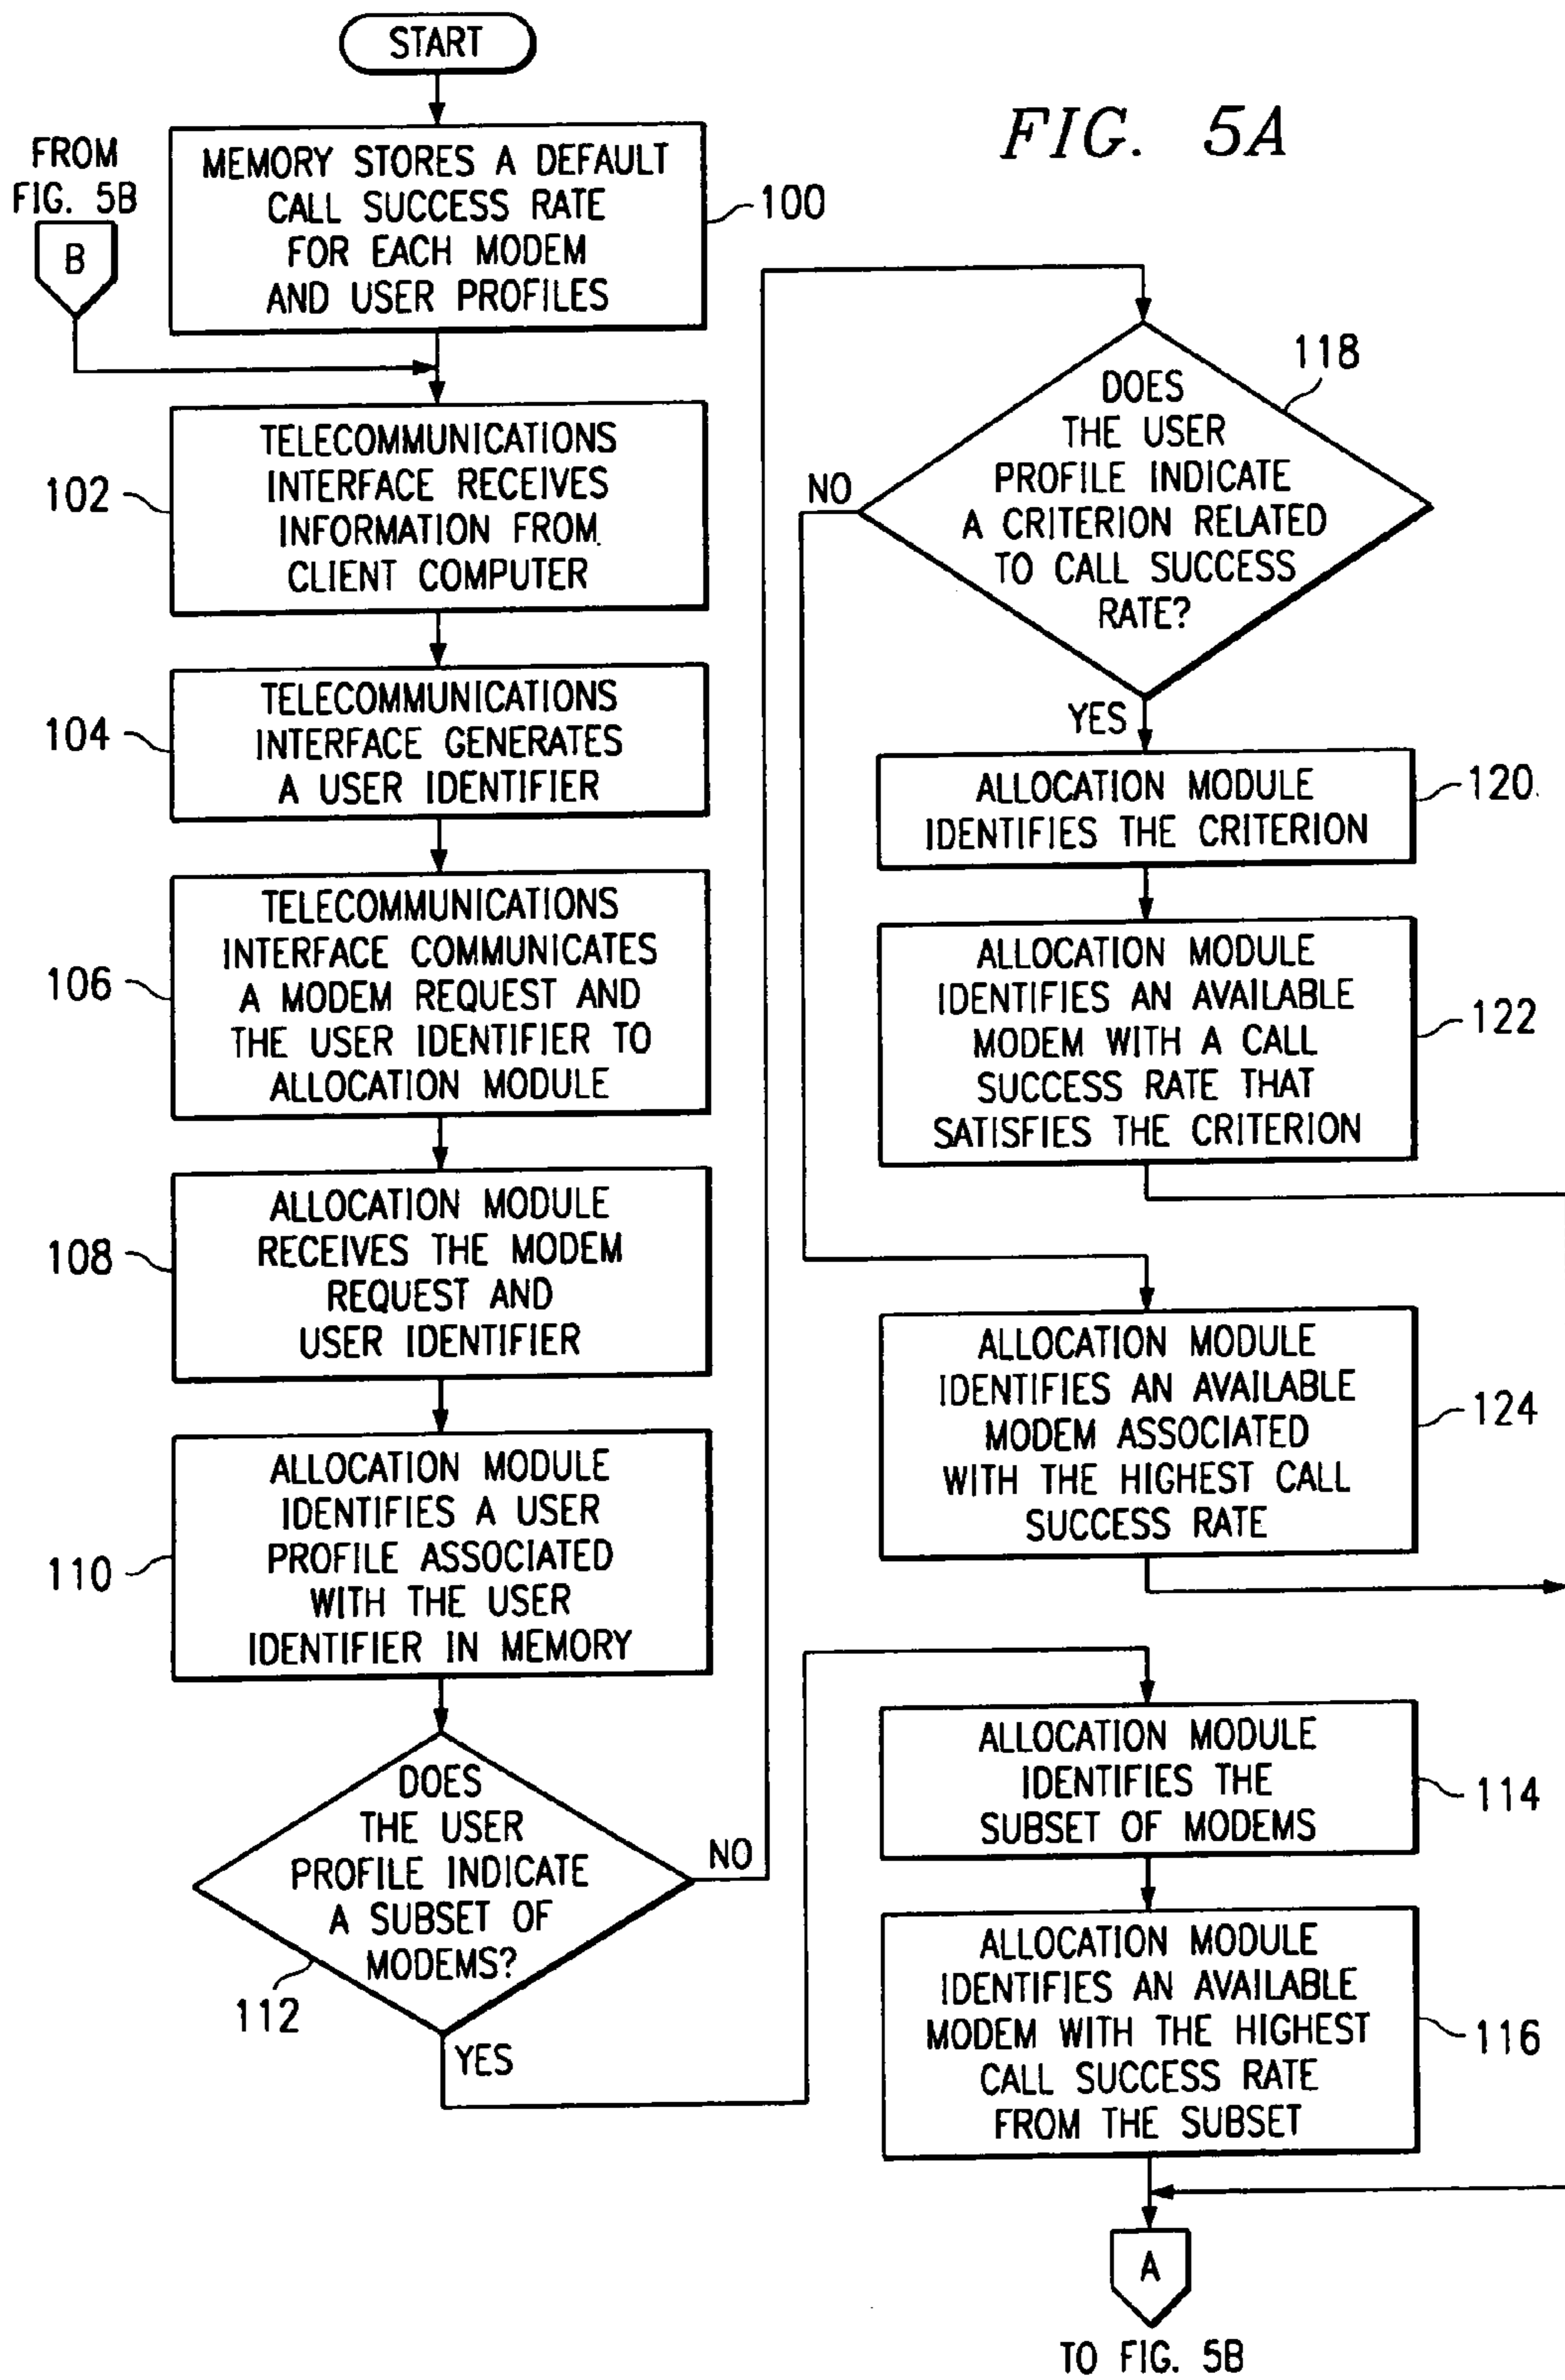 START
FIG. 5A
FROM
FIG. 5B
B
MEMORY STORES A DEFAULT
CALL SUCCESS RATE
FOR EACH MODEM
AND USER PROFILES
100
102
TELECOMMUNICATIONS
INTERFACE RECEIVES
INFORMATION FROM
CLIENT COMPUTER
104
TELECOMMUNICATIONS
INTERFACE GENERATES
A USER IDENTIFIER
106
TELECOMMUNICATIONS
INTERFACE COMMUNICATES
A MODEM REQUEST AND
THE USER IDENTIFIER TO
ALLOCATION MODULE
108
ALLOCATION MODULE
RECEIVES THE MODEM
REQUEST AND
USER IDENTIFIER
110
ALLOCATION MODULE
IDENTIFIES A USER
PROFILE ASSOCIATED
WITH THE USER
IDENTIFIER IN MEMORY
DOES
THE USER
PROFILE INDICATE
A SUBSET OF
MODEMS?
112
NO
YES
118
DOES
THE USER
PROFILE INDICATE
A CRITERION RELATED
TO CALL SUCCESS
RATE?
NO
YES
ALLOCATION MODULE
IDENTIFIES THE CRITERION
120
ALLOCATION MODULE
IDENTIFIES AN AVAILABLE
MODEM WITH A CALL
SUCCESS RATE THAT
SATISFIES THE CRITERION
122
ALLOCATION MODULE
IDENTIFIES AN AVAILABLE
MODEM ASSOCIATED
WITH THE HIGHEST CALL
SUCCESS RATE
124
ALLOCATION MODULE
IDENTIFIES THE
SUBSET OF MODEMS
114
ALLOCATION MODULE
IDENTIFIES AN AVAILABLE
MODEM WITH THE HIGHEST
CALL SUCCESS RATE
FROM THE SUBSET
116
A
TO FIG. 5B